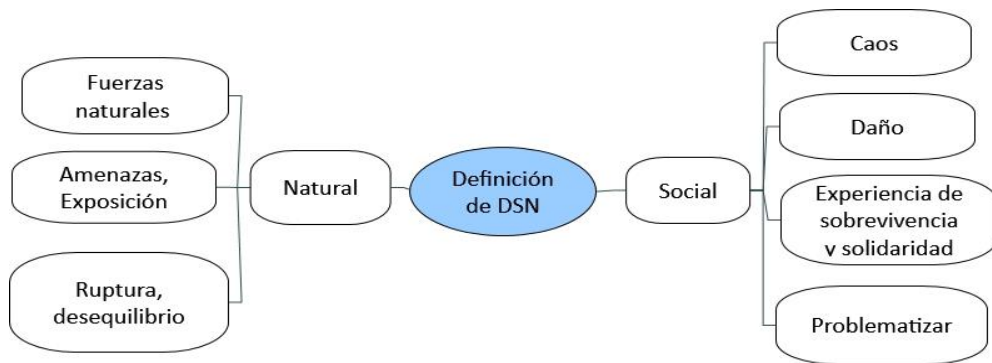 Fuerzas
naturales
Amenazas,
Exposición
Ruptura,
desequilibrio
Natural
Definición
de DSN
Social
Caos
Daño
Experiencia de
sobrevivencia
y solidaridad
Problematizar